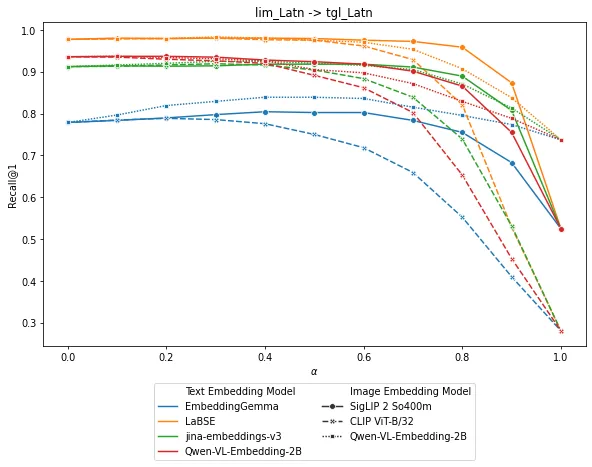 lim_Latn -> tgl_Latn
Recall@1
1.0
0.9
0.8
0.7
0.6
0.5
0.4
0.3
0.0 0.2 0.4 0.6 0.8 1.0
α
Text Embedding Model Image Embedding Model
EmbeddingGemma SigLIP 2 So400m
LaBSE CLIP ViT-B/32
jina-embeddings-v3 Qwen-VL-Embedding-2B
Qwen-VL-Embedding-2B